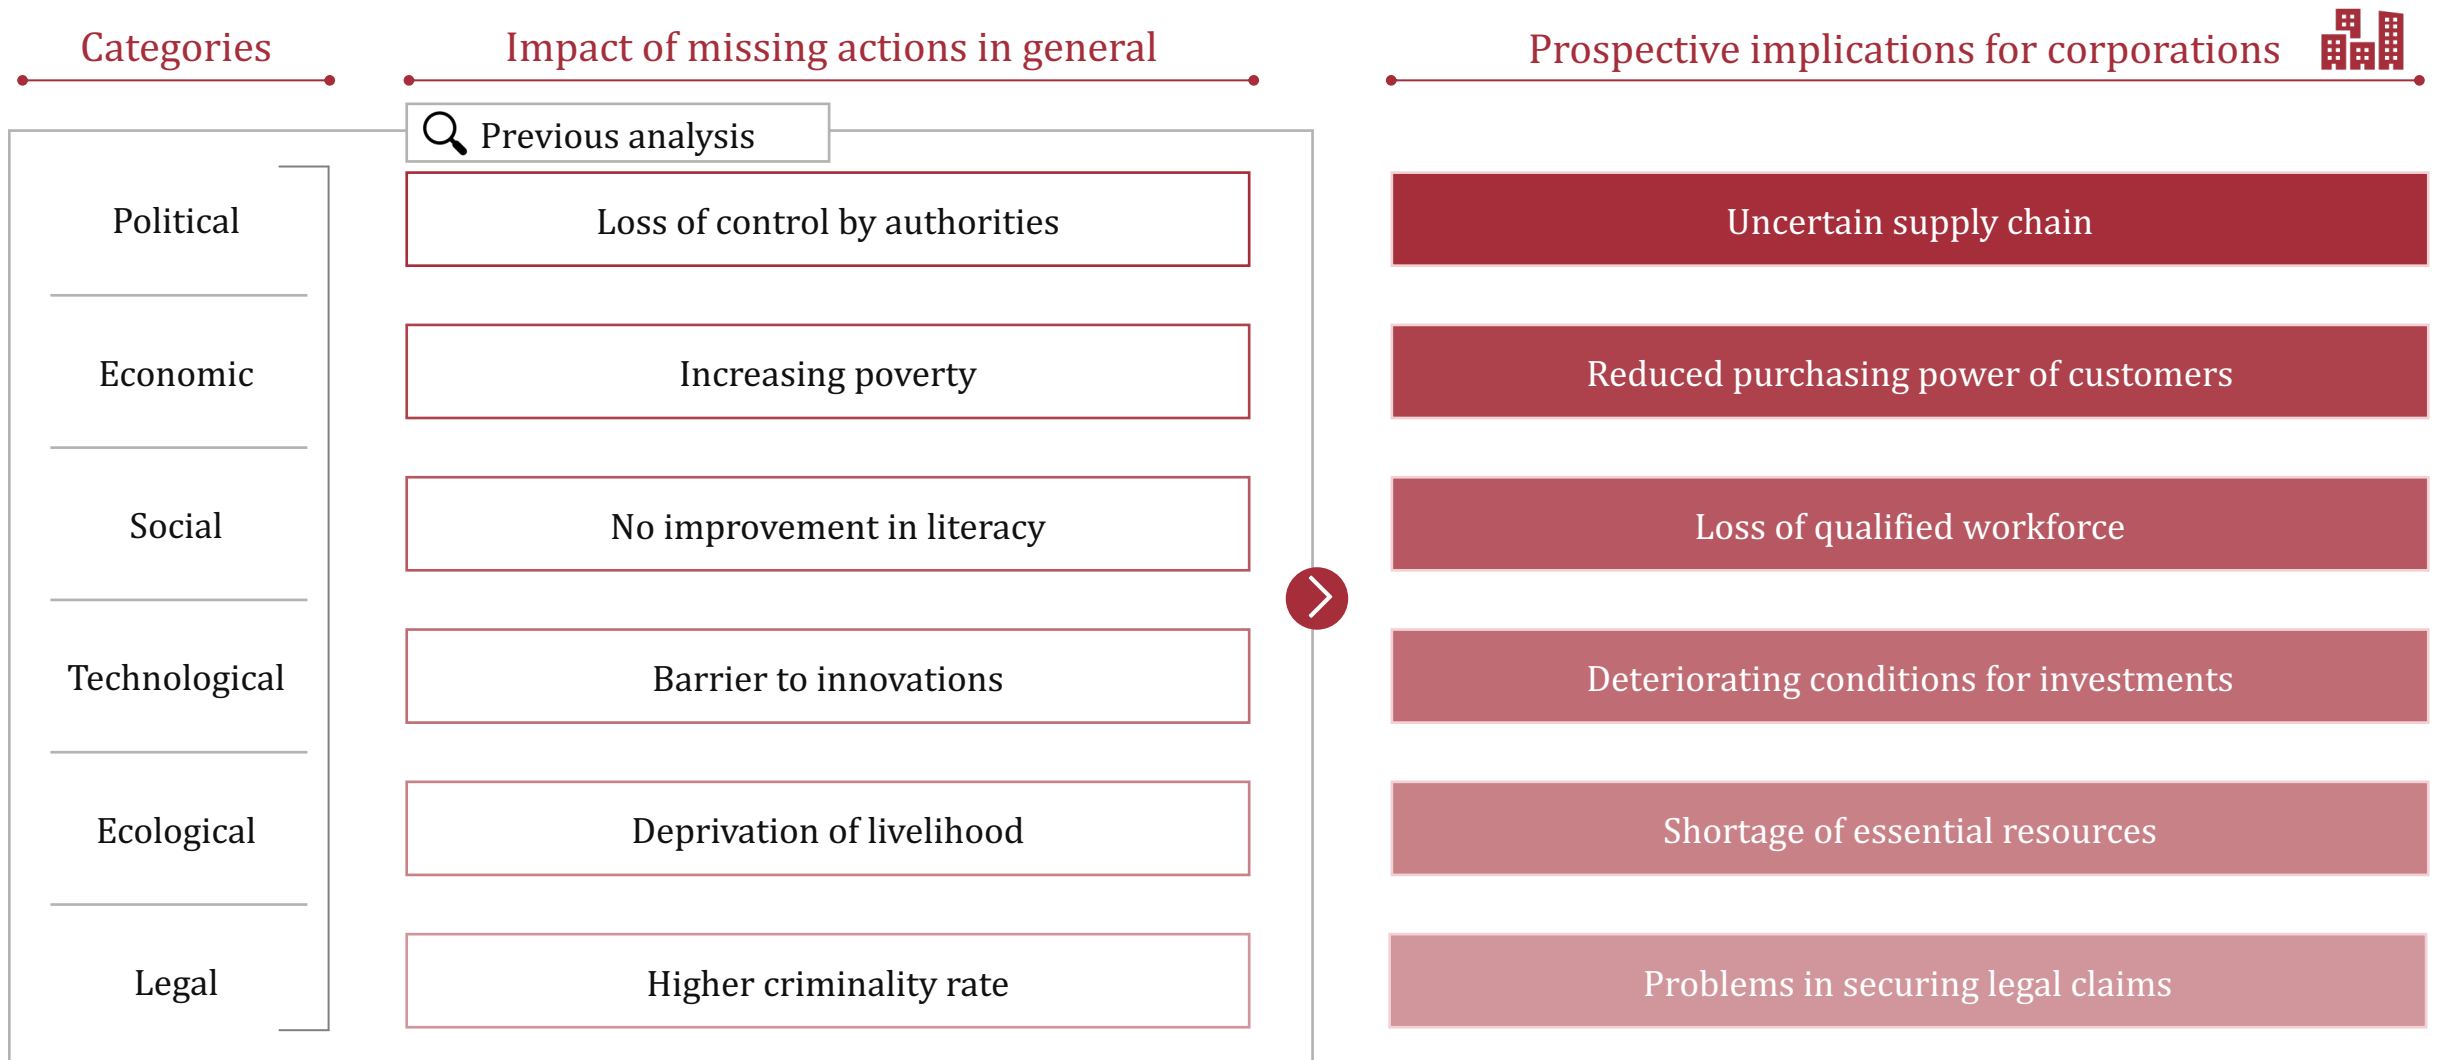 Categories
Impact of missing actions in general
Prospective implications for corporations
Previous analysis
Political
Loss of control by authorities
Uncertain supply chain
Economic
Increasing poverty
Reduced purchasing power of customers
Social
No improvement in literacy
Loss of qualified workforce
Technological
Barrier to innovations
Deteriorating conditions for investments
Ecological
Deprivation of livelihood
Shortage of essential resources
Legal
Higher criminality rate
Problems in securing legal claims